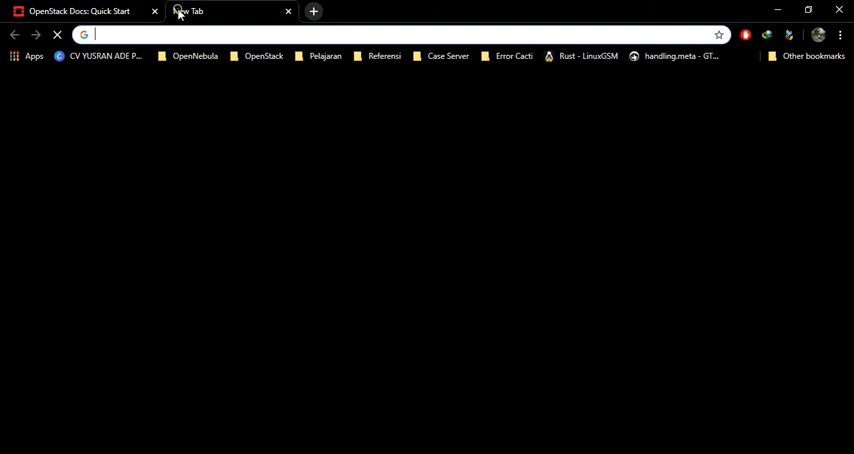 OpenStack Docs: Quick Start New Tab
Apps CV YUSRAN ADE P... OpenNebula OpenStack Pelajaran Referensi Case Server Error Cacti Rust - LinuxGSM handling.meta - GT... Other bookmarks